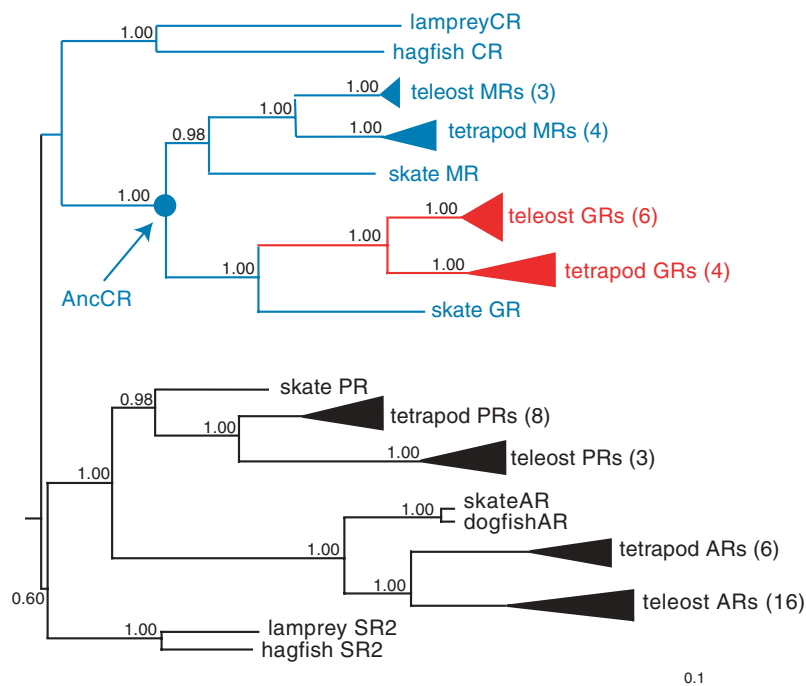 lampreyCR
1.00
hagfish CR
1.00
teleost MRs (3)
1.00
0.98
1.00
tetrapod MRs (4)
skate MR
1.00
1.00
teleost GRs (6)
1.00
1.00
1.00
tetrapod GRs (4)
AncCR
skate GR
skate PR
0.98
tetrapod PRs (8)
1.00
1.00
teleost PRs (3)
1.00
skateAR
1.00
dogfishAR
tetrapod ARs (6)
1.00
1.00
teleost ARs (16)
0.60
1.00
lamprey SR2
hagfish SR2
0.1